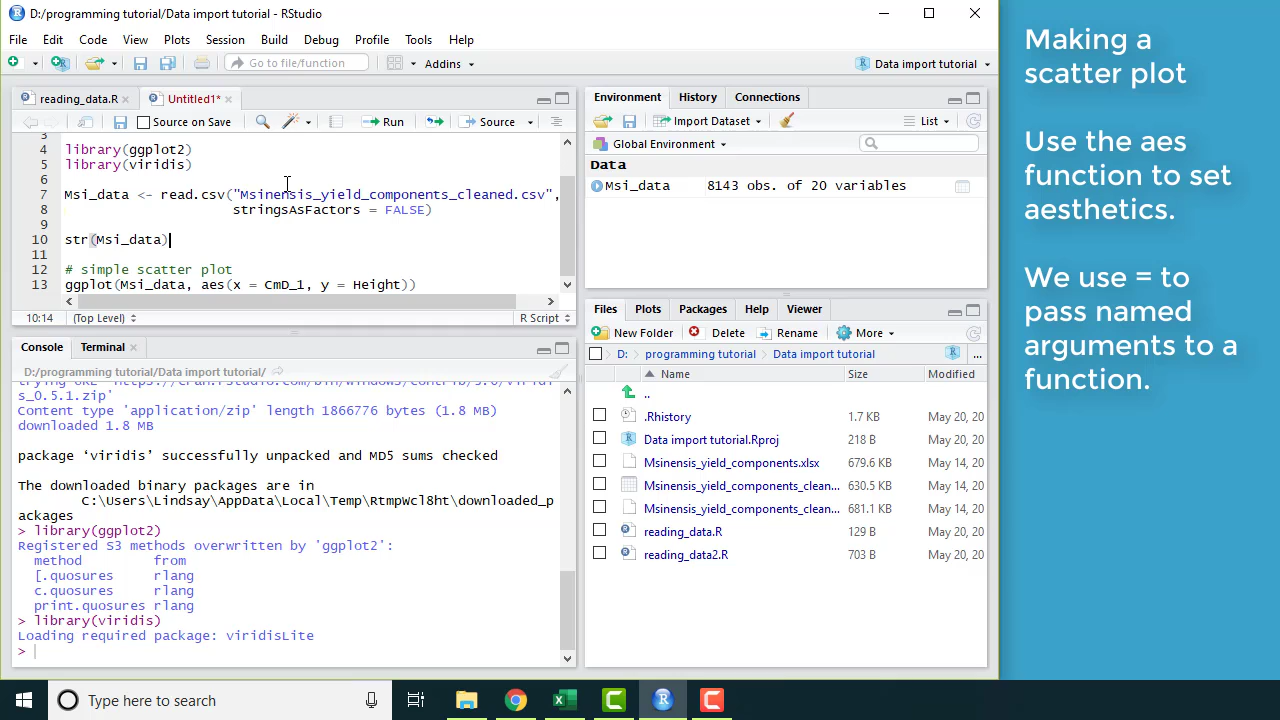 D:/programming tutorial/Data import tutorial - RStudio
File Edit Code View Plots Session Build Debug Profile Tools Help
Go to file/function Addins Data import tutorial
reading_data.R Untitled1*
Source on Save Run Source
4 library(ggplot2)
5 library(viridis)
6
7 Msi_data <- read.csv("Msinensis_yield_components_cleaned.csv",
8 stringsAsFactors = FALSE)
9
10 str(Msi_data)
11
12 # simple scatter plot
13 ggplot(Msi_data, aes(x = CmD_1, y = Height))
10:14 (Top Level) R Script
Console Terminal
D:/programming tutorial/Data import tutorial/
s_0.5.1.zip'
Content type 'application/zip' length 1866776 bytes (1.8 MB)
downloaded 1.8 MB
package ‘viridis’ successfully unpacked and MD5 sums checked
The downloaded binary packages are in
C:\Users\Lindsay\AppData\Local\Temp\RtmpWcl8ht\downloaded_p
ackages
> library(ggplot2)
Registered S3 methods overwritten by 'ggplot2':
method from
[.quosures rlang
c.quosures rlang
print.quosures rlang
> library(viridis)
Loading required package: viridisLite
>
Environment History Connections
Import Dataset List
Global Environment
Data
Msi_data 8143 obs. of 20 variables
Files Plots Packages Help Viewer
New Folder Delete Rename More
D: programming tutorial Data import tutorial ...
Name Size Modified
..
.Rhistory 1.7 KB May 20, 20
Data import tutorial.Rproj 218 B May 20, 20
Msinensis_yield_components.xlsx 679.6 KB May 14, 20
Msinensis_yield_components_clean... 630.5 KB May 14, 20
Msinensis_yield_components_clean... 681.1 KB May 14, 20
reading_data.R 129 B May 20, 20
reading_data2.R 703 B May 20, 20
Making a
scatter plot
Use the aes
function to set
aesthetics.
We use = to
pass named
arguments to a
function.
Type here to search